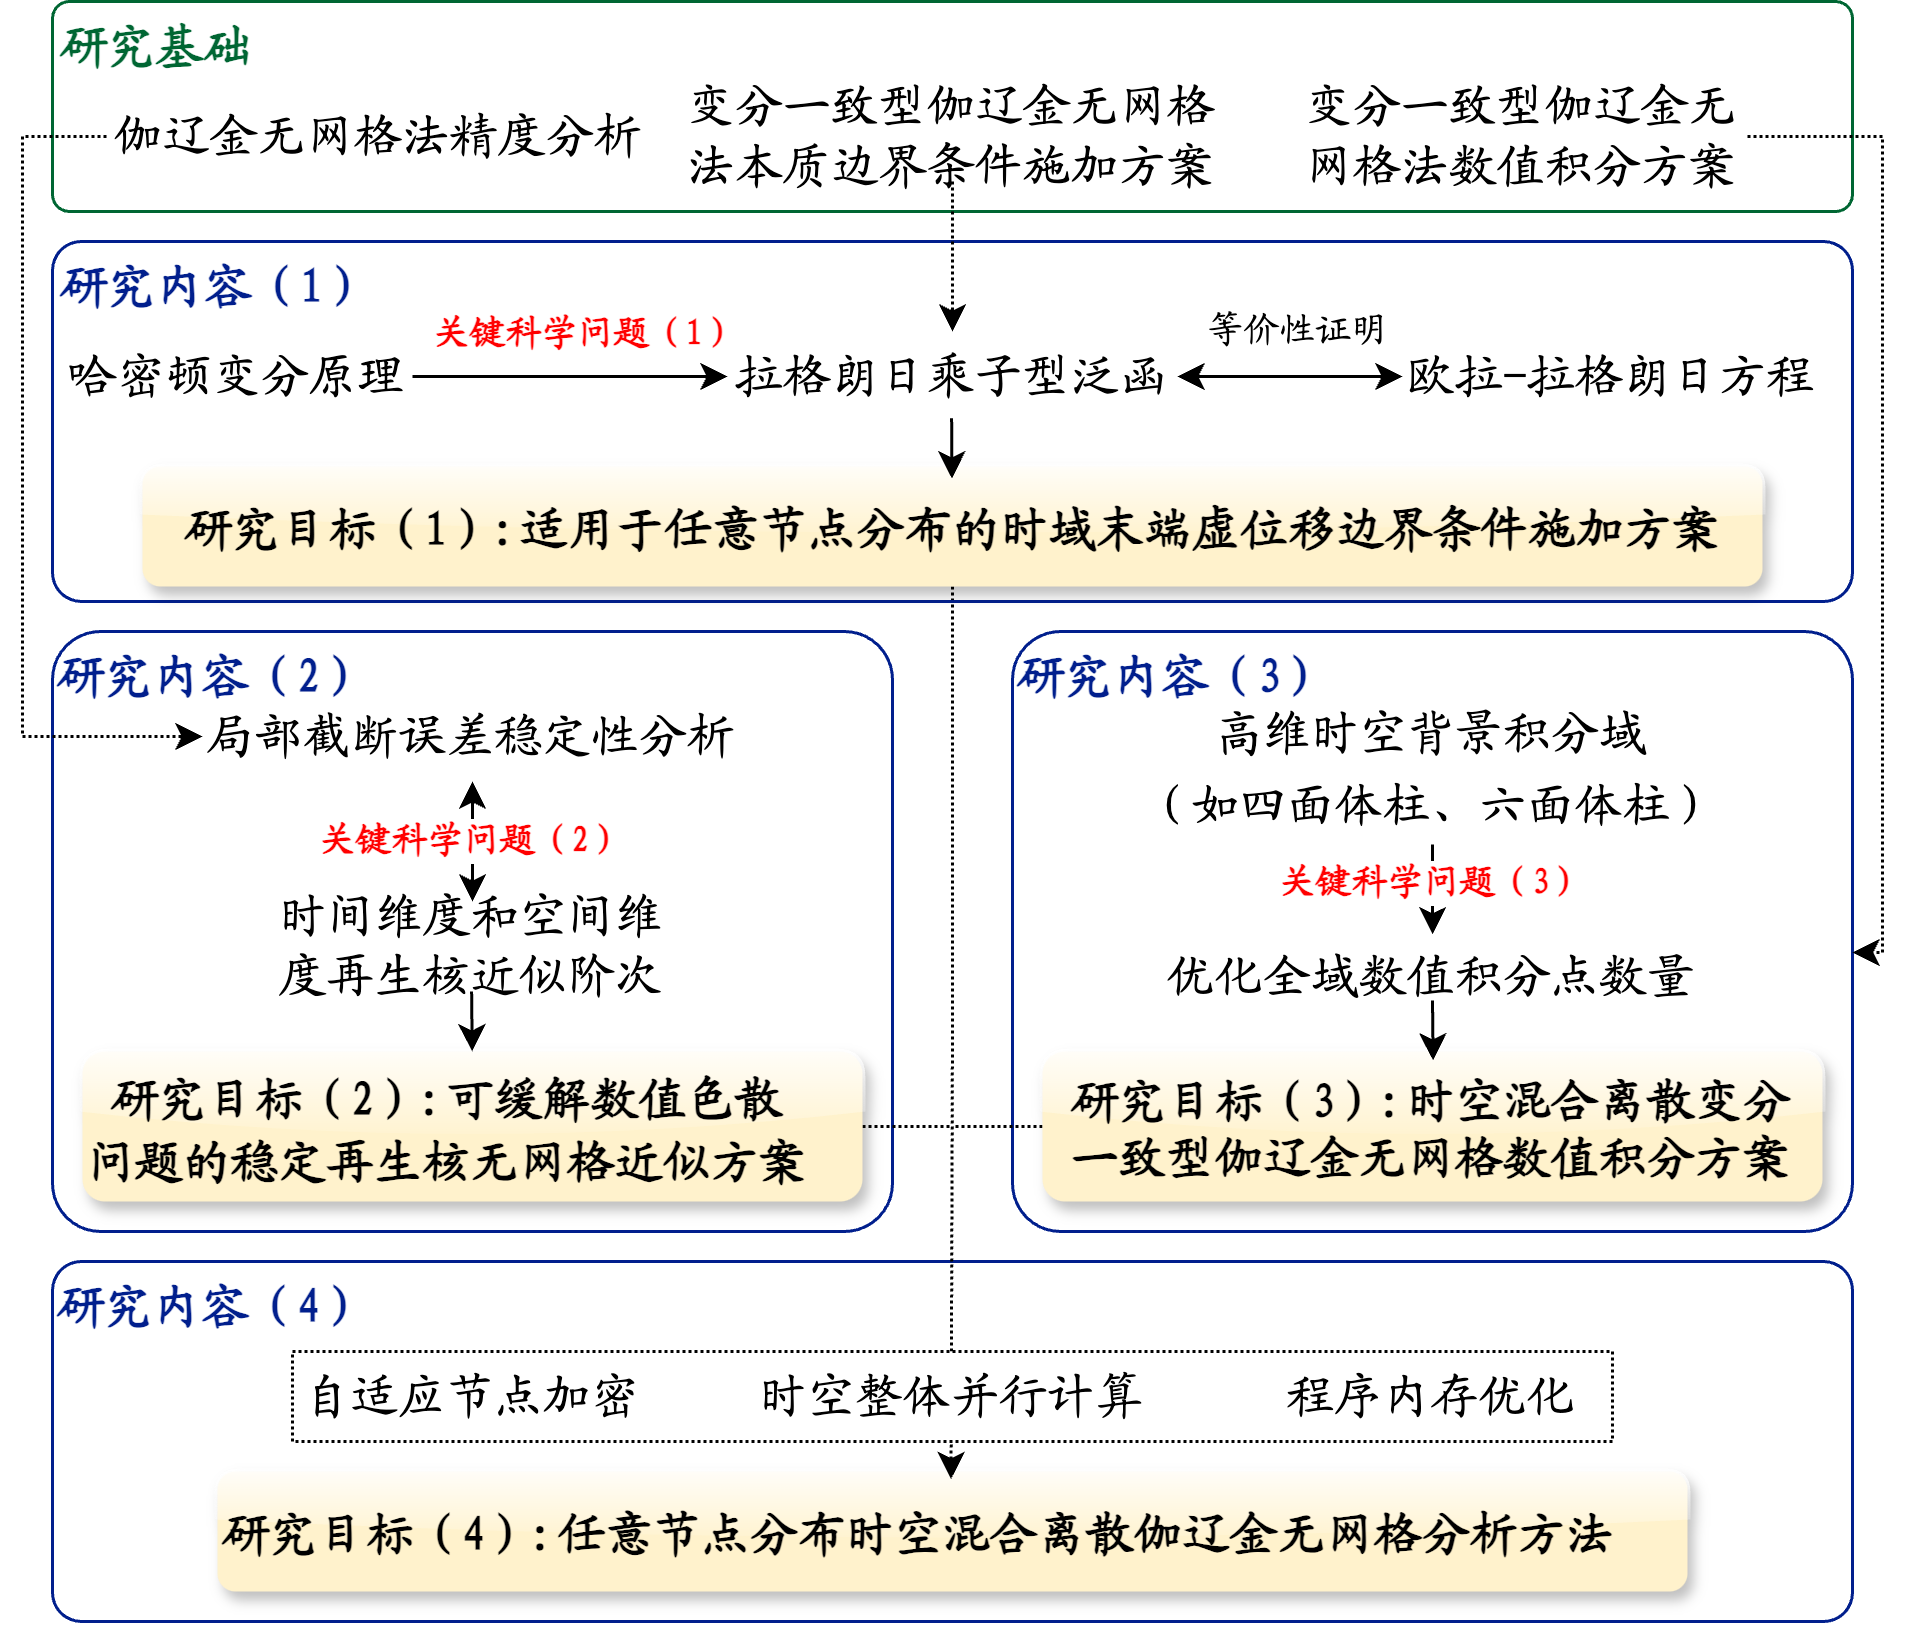 研究基础
伽辽金无网格法精度分析
变分一致型伽辽金无网格
法本质边界条件施加方案
变分一致型伽辽金无
网格法数值积分方案
研究内容（1）
哈密顿变分原理
关键科学问题（1）
拉格朗日乘子型泛函
等价性证明
欧拉-拉格朗日方程
研究目标（1）:适用于任意节点分布的时域末端虚位移边界条件施加方案
研究内容（2）
局部截断误差稳定性分析
关键科学问题（2）
时间维度和空间维
度再生核近似阶次
研究目标（2）:可缓解数值色散
问题的稳定再生核无网格近似方案
研究内容（3）
高维时空背景积分域
（如四面体柱、六面体柱）
关键科学问题（3）
优化全域数值积分点数量
研究目标（3）:时空混合离散变分
一致型伽辽金无网格数值积分方案
研究内容（4）
自适应节点加密
时空整体并行计算
程序内存优化
研究目标（4）:任意节点分布时空混合离散伽辽金无网格分析方法